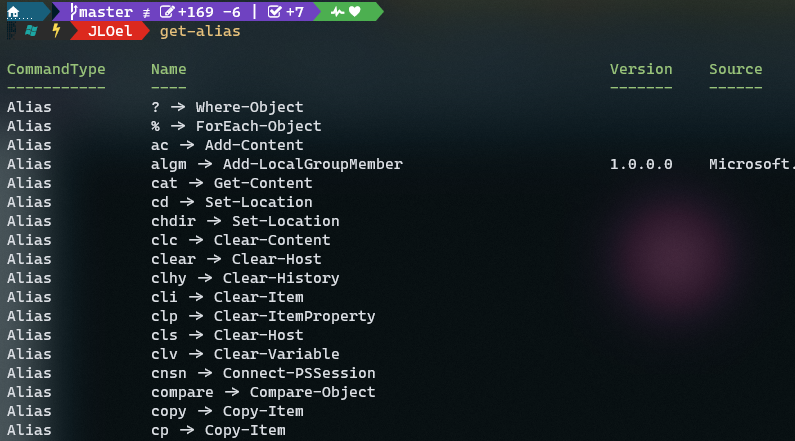 master ≢ +169 -6 | +7
JLOel get-alias
CommandType Name Version Source
----------- ---- ------- ------
Alias ? -> Where-Object
Alias % -> ForEach-Object
Alias ac -> Add-Content
Alias algm -> Add-LocalGroupMember 1.0.0.0 Microsoft.
Alias cat -> Get-Content
Alias cd -> Set-Location
Alias chdir -> Set-Location
Alias clc -> Clear-Content
Alias clear -> Clear-Host
Alias clhy -> Clear-History
Alias cli -> Clear-Item
Alias clp -> Clear-ItemProperty
Alias cls -> Clear-Host
Alias clv -> Clear-Variable
Alias cnsn -> Connect-PSSession
Alias compare -> Compare-Object
Alias copy -> Copy-Item
Alias cp -> Copy-Item